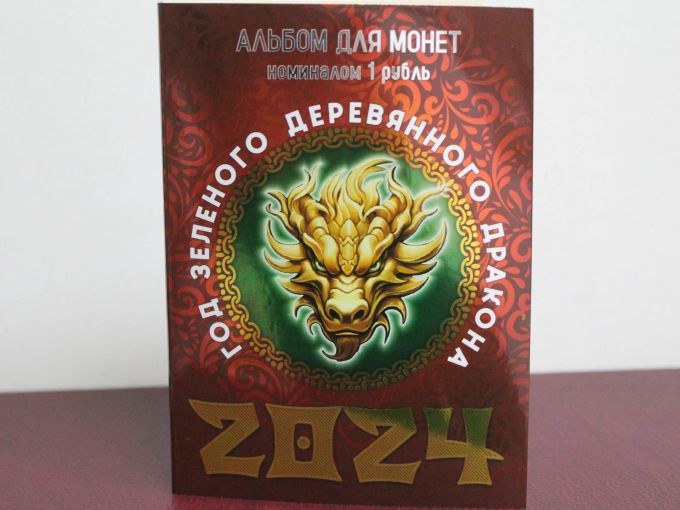 АЛЬБОМ ДЛЯ МОНЕТ
номиналом 1 рубль
ГОД ЗЕЛЕНОГО ДЕРЕВЯННОГО ДРАКОНА
2024